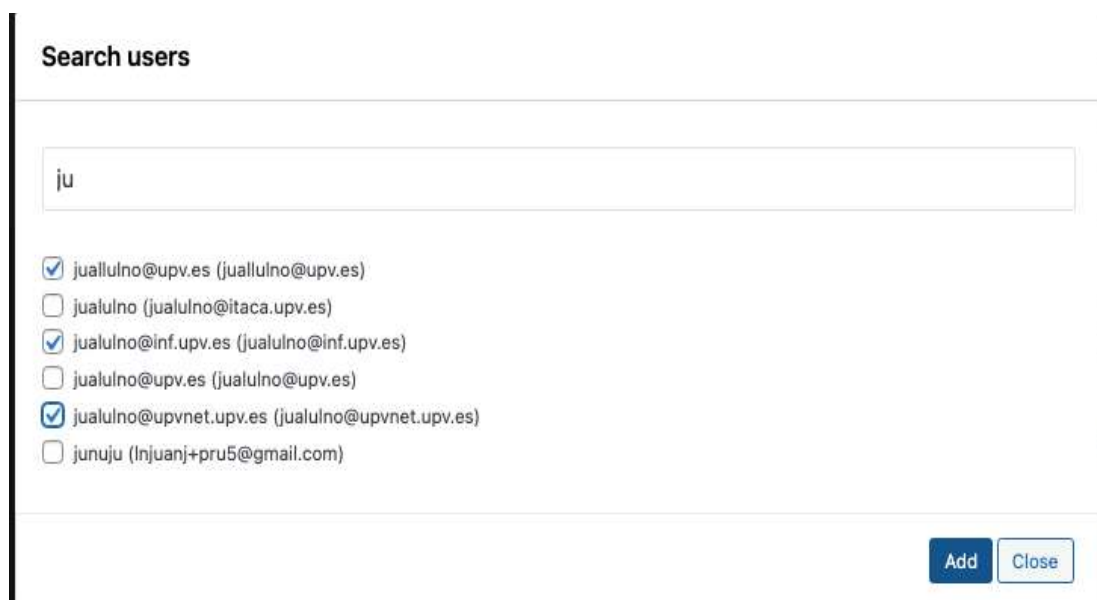 Search users
ju
juallulno@upv.es (juallulno@upv.es)
jualulno (jualulno@itaca.upv.es)
jualulno@inf.upv.es (jualulno@inf.upv.es)
jualulno@upv.es (jualulno@upv.es)
jualulno@upvnet.upv.es (jualulno@upvnet.upv.es)
junuju (lnjuanj+pru5@gmail.com)
Add Close